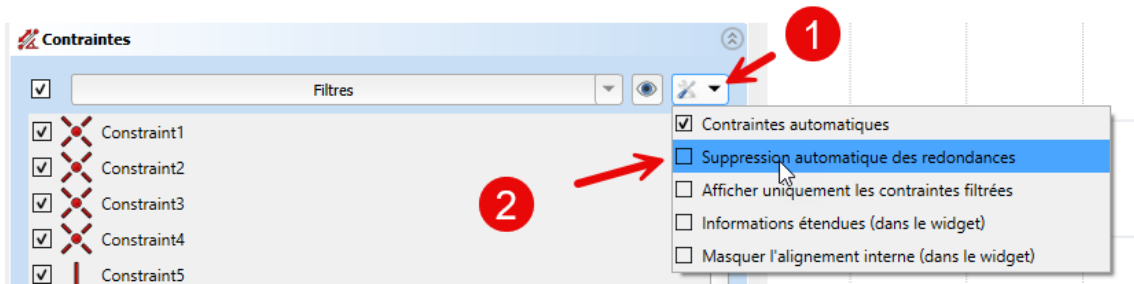 Contraintes
1
Filtres
Contraintes automatiques
Constraint1
Suppression automatique des redondances
Constraint2
Afficher uniquement les contraintes filtrées
2
Constraint3
Informations étendues (dans le widget)
Constraint4
Masquer l'alignement interne (dans le widget)
Constraint5